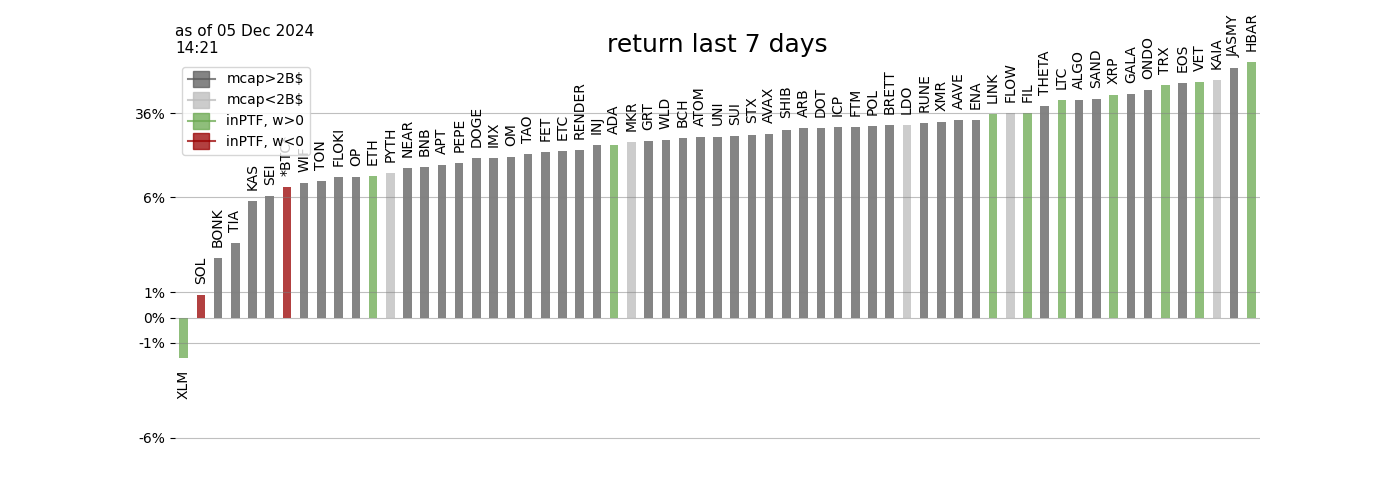 as of 05 Dec 2024
14:21
return last 7 days
mcap>2B$
mcap<2B$
inPTF, w>0
inPTF, w<0
36%
6%
1%
0%
-1%
-6%
XLM
SOL
BONK
TIA
KAS
SEI
*BTC
WIF
TON
FLOKI
OP
ETH
PYTH
NEAR
BNB
APT
PEPE
DOGE
IMX
OM
TAO
FET
ETC
RENDER
INJ
ADA
MKR
GRT
WLD
BCH
ATOM
UNI
SUI
STX
AVAX
SHIB
ARB
DOT
ICP
FTM
POL
BRETT
LDO
RUNE
XMR
AAVE
ENA
LINK
FLOW
FIL
THETA
LTC
ALGO
SAND
XRP
GALA
ONDO
TRX
EOS
VET
KAIA
JASMY
HBAR